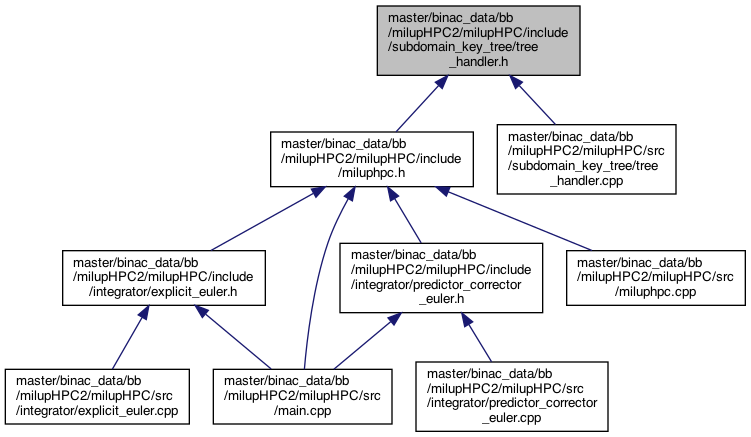 master/binac_data/bb
/milupHPC2/milupHPC/include
/subdomain_key_tree/tree
_handler.h
master/binac_data/bb
/milupHPC2/milupHPC/include
/miluphpc.h
master/binac_data/bb
/milupHPC2/milupHPC/src
/subdomain_key_tree/tree
_handler.cpp
master/binac_data/bb
/milupHPC2/milupHPC/include
/integrator/explicit_euler.h
master/binac_data/bb
/milupHPC2/milupHPC/include
/integrator/predictor_corrector
_euler.h
master/binac_data/bb
/milupHPC2/milupHPC/src
/miluphpc.cpp
master/binac_data/bb
/milupHPC2/milupHPC/src
/integrator/explicit_euler.cpp
master/binac_data/bb
/milupHPC2/milupHPC/src
/main.cpp
master/binac_data/bb
/milupHPC2/milupHPC/src
/integrator/predictor_corrector
_euler.cpp